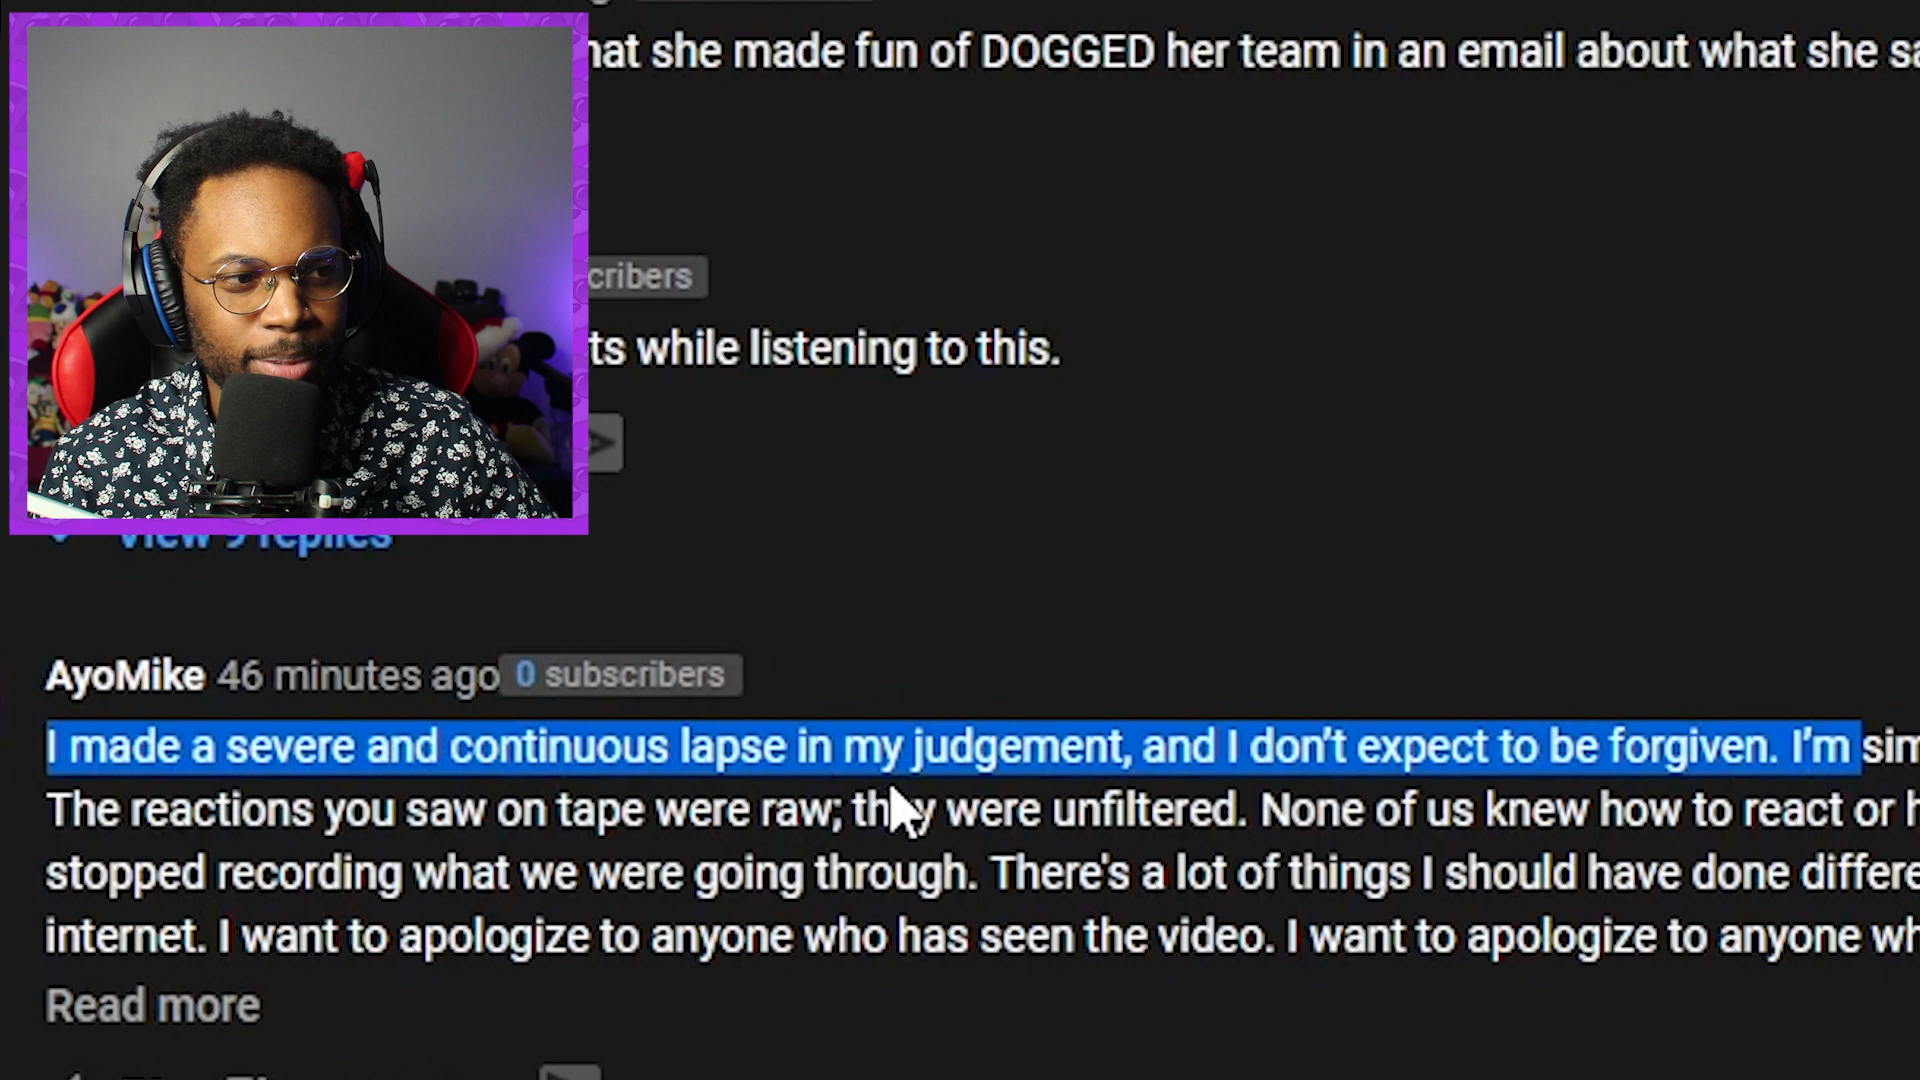 hat she made fun of DOGGED her team in an email about what she sa
cribers
ts while listening to this.
View 9 replies
AyoMike 46 minutes ago 0 subscribers
I made a severe and continuous lapse in my judgement, and I don't expect to be forgiven. I'm sim
The reactions you saw on tape were raw; they were unfiltered. None of us knew how to react or h
stopped recording what we were going through. There's a lot of things I should have done differe
internet. I want to apologize to anyone who has seen the video. I want to apologize to anyone wh
Read more